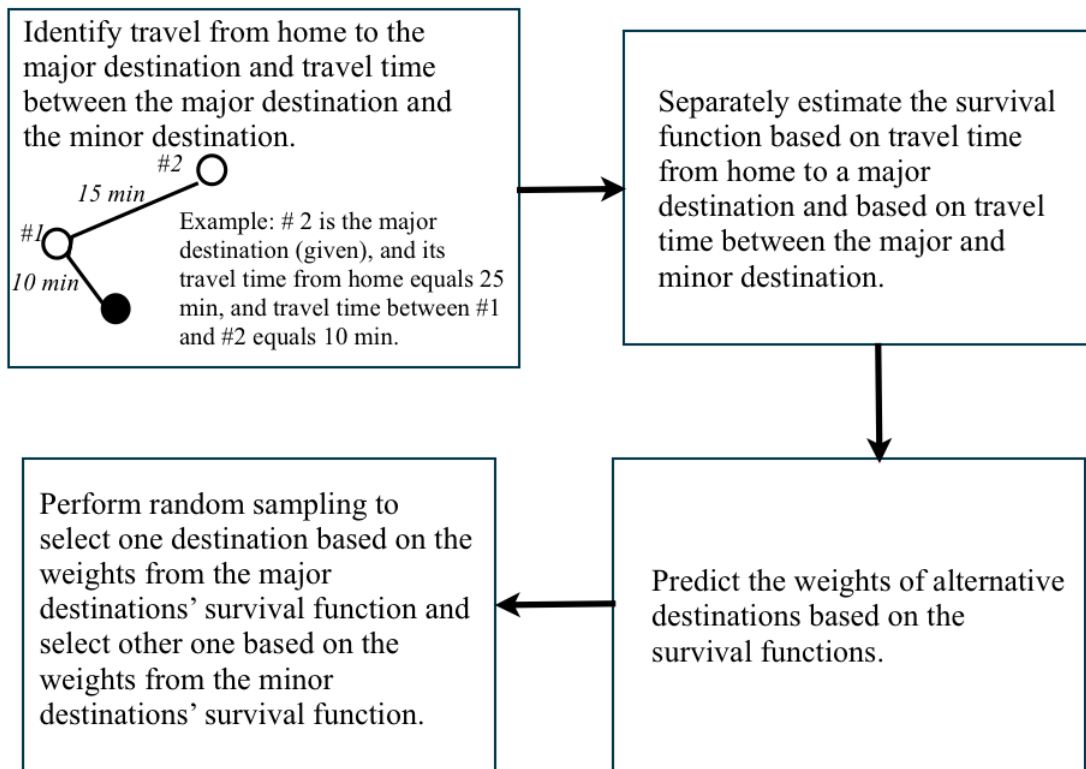 Identify travel from home to the
major destination and travel time
between the major destination and
the minor destination.
#2
15 min
#1
10 min
Example: # 2 is the major
destination (given), and its
travel time from home equals 25
min, and travel time between #1
and #2 equals 10 min.
Separately estimate the survival
function based on travel time
from home to a major
destination and based on travel
time between the major and
minor destination.
Perform random sampling to
select one destination based on the
weights from the major
destinations’ survival function and
select other one based on the
weights from the minor
destinations’ survival function.
Predict the weights of alternative
destinations based on the
survival functions.